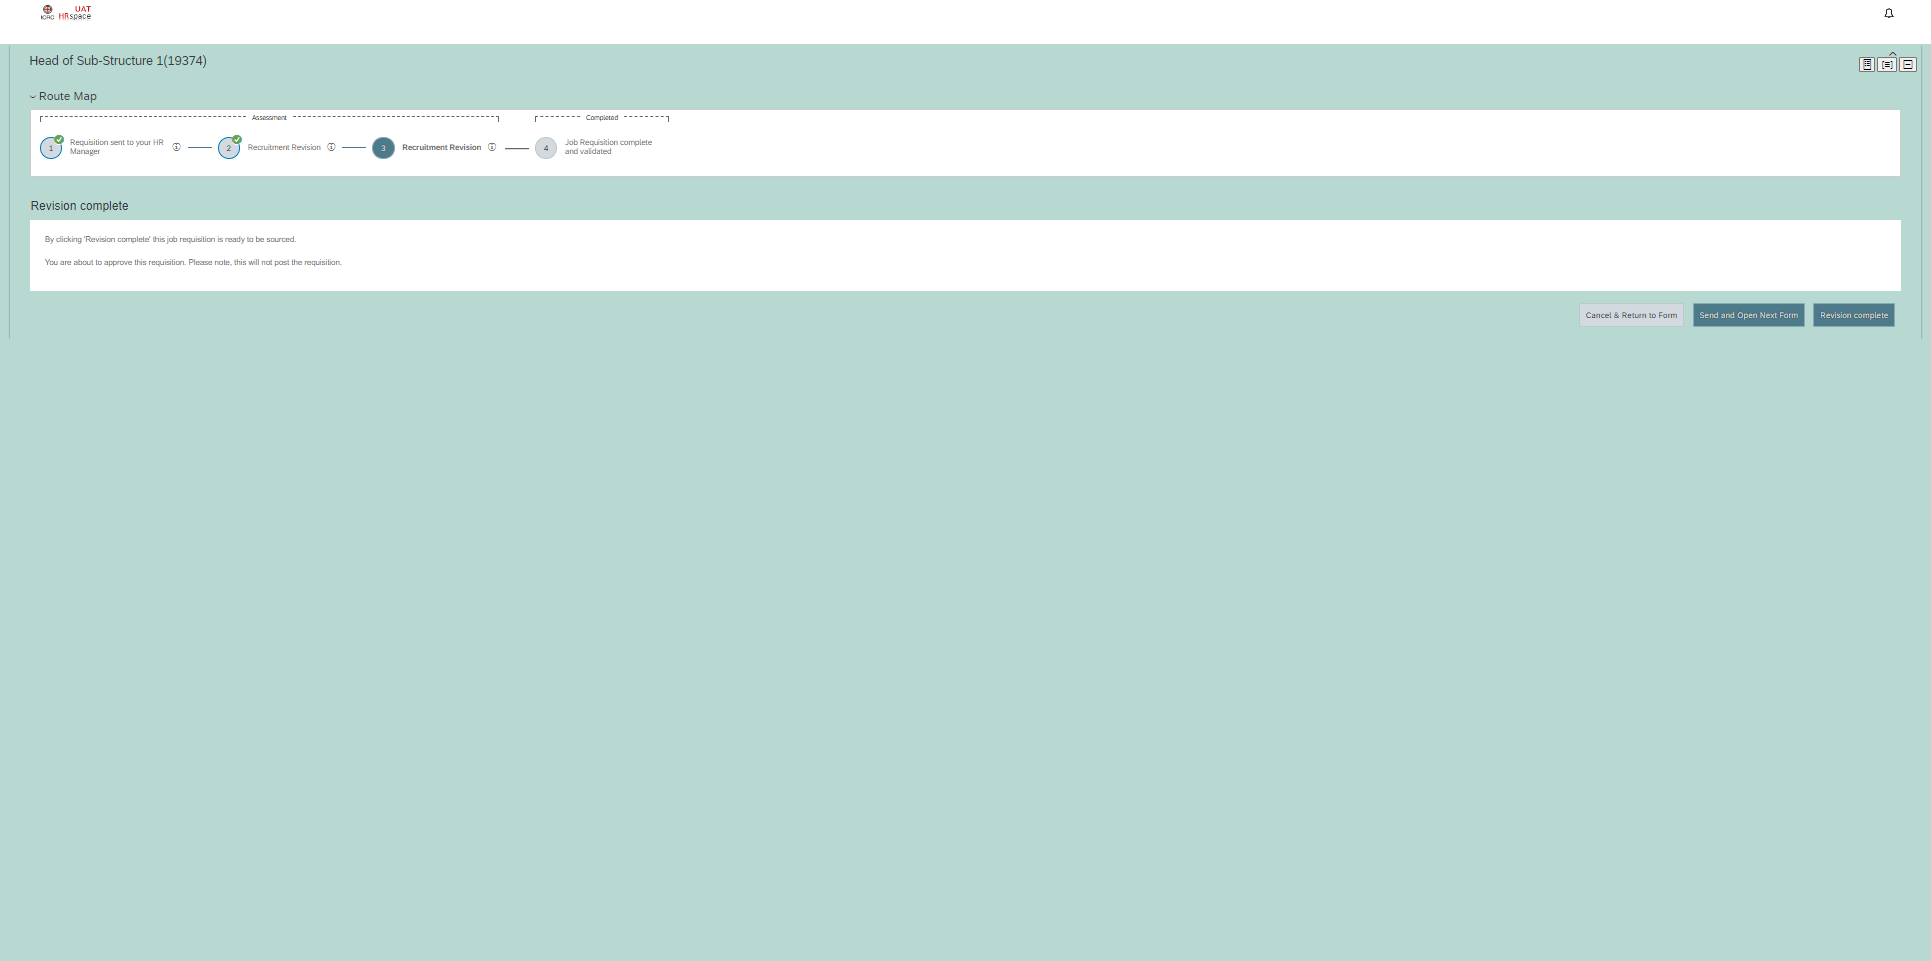 ICRC
UAT
HRspace
Head of Sub-Structure 1(19374)
Route Map
Assessment
Completed
1
Requisition sent to your HR
Manager
2
Recruitment Revision
3
Recruitment Revision
4
Job Requisition complete
and validated
Revision complete
By clicking 'Revision complete' this job requisition is ready to be sourced.
You are about to approve this requisition. Please note, this will not post the requisition.
Cancel & Return to Form
Send and Open Next Form
Revision complete